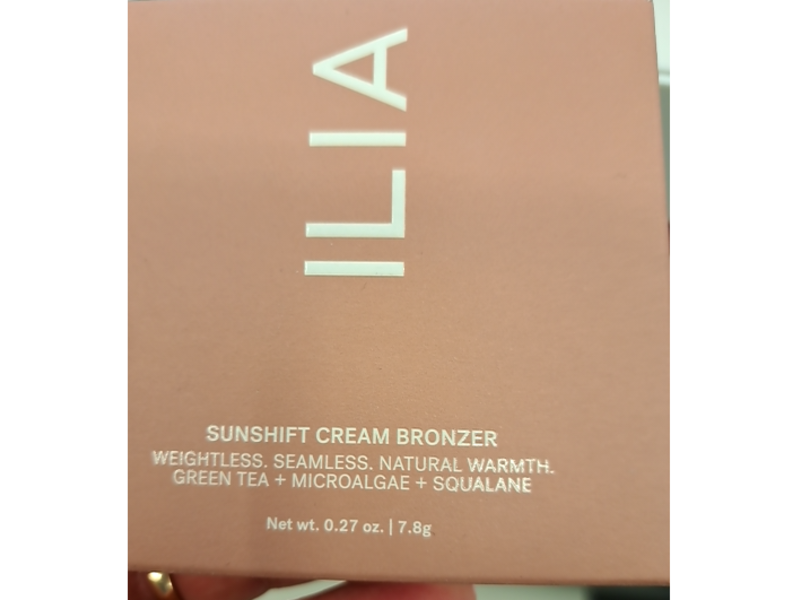 ILIA
SUNSHIFT CREAM BRONZER
WEIGHTLESS. SEAMLESS. NATURAL WARMTH.
GREEN TEA + MICROALGAE + SQUALANE
Net wt. 0.27 oz. | 7.8g